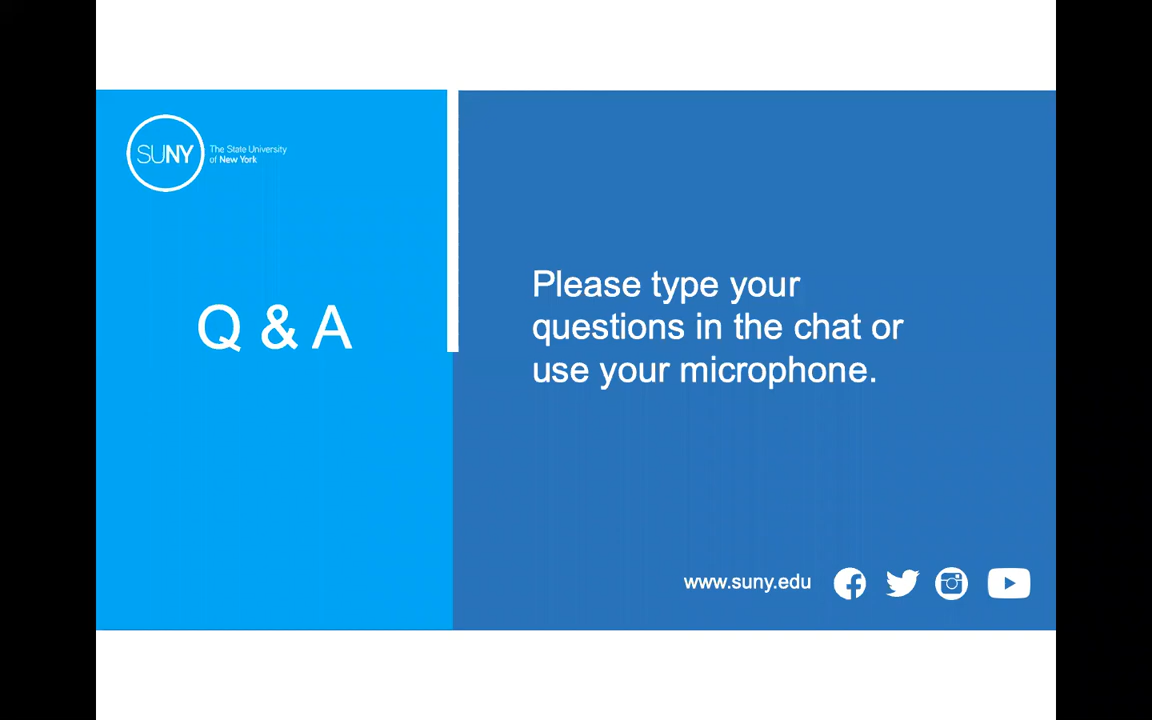 SUNY
The State University
of New York
Q & A
Please type your
questions in the chat or
use your microphone.
www.suny.edu